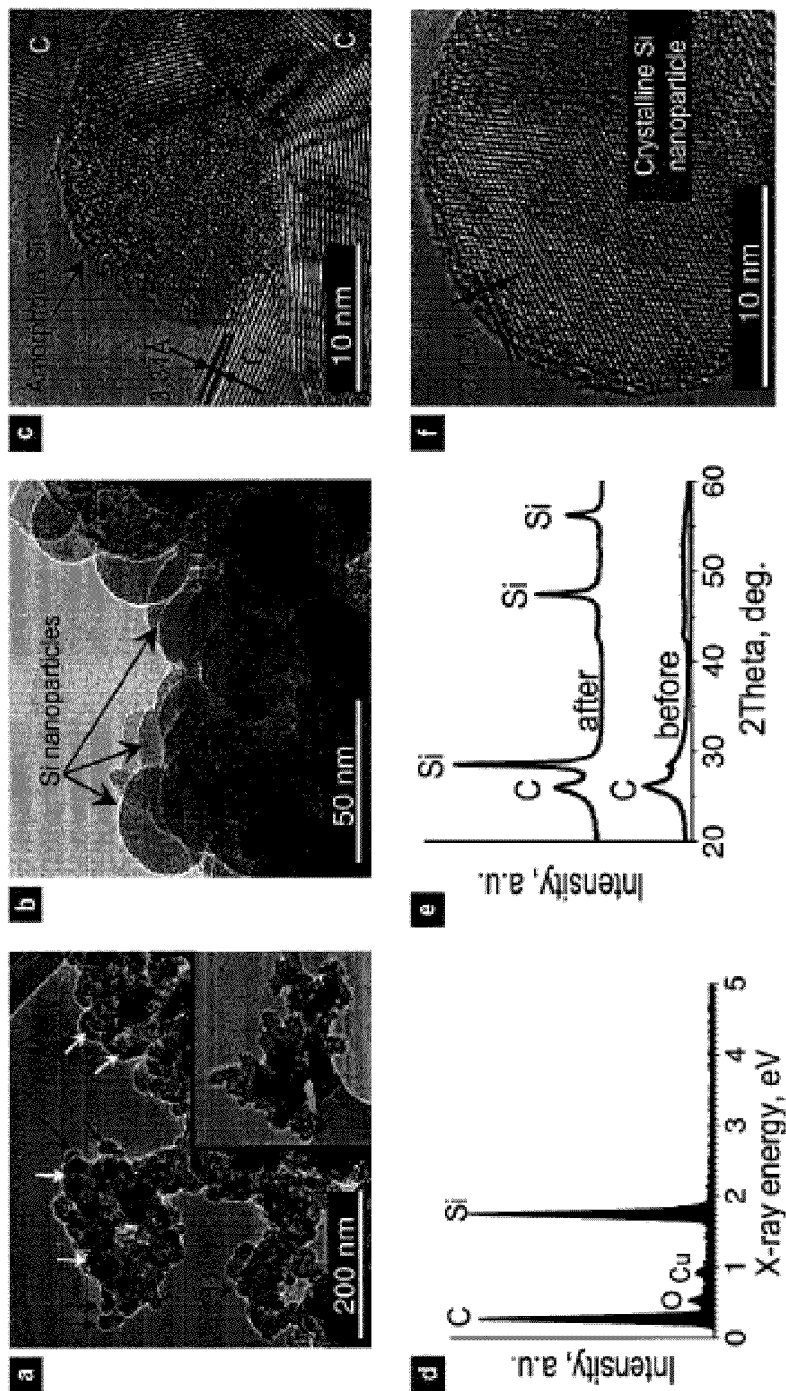 a
200 nm
b
Si nanoparticles
50 nm
c
C
C
C
10 nm
d
Intensity, a.u.
C
O
Cu
Si
0 1 2 3 4 5
X-ray energy, eV
e
Intensity, a.u.
C
Si
Si
Si
after
C
before
20 30 40 50 60
2Theta, deg.
f
Crystalline Si
nanoparticle
10 nm